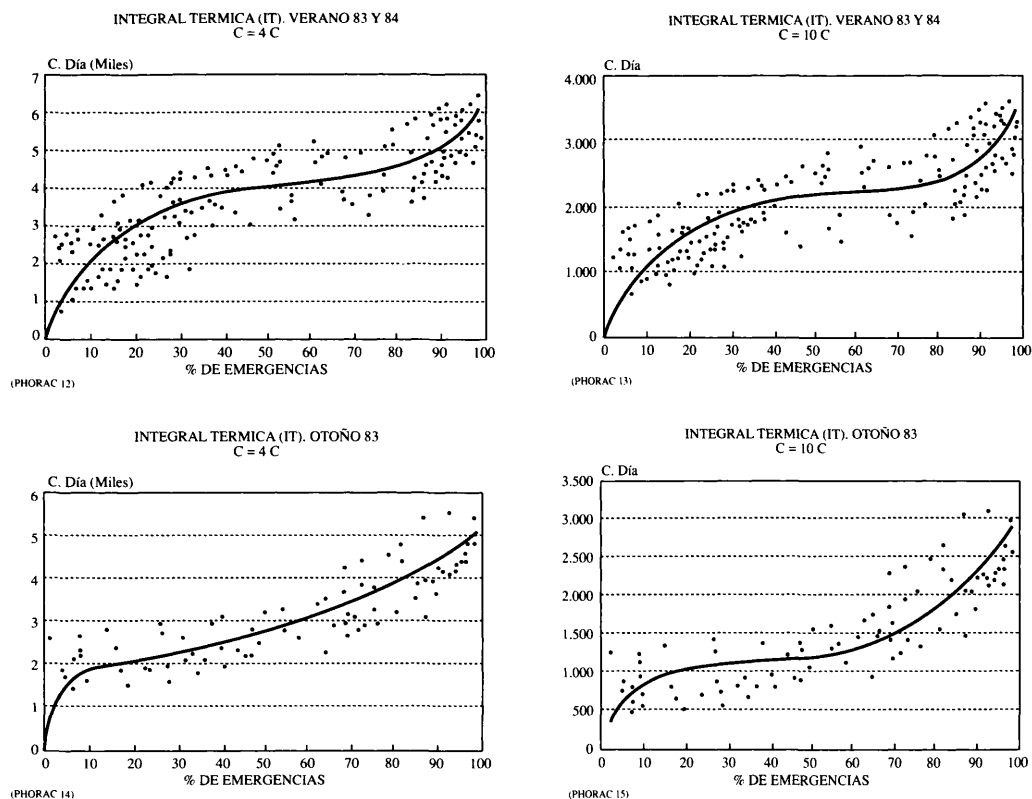 INTEGRAL TERMICA (IT). VERANO 83 Y 84
C = 4 C
C. Día (Miles)
7
6
5
4
3
2
1
0
0 10 20 30 40 50 60 70 80 90 100
% DE EMERGENCIAS
(PHORAC 12)
INTEGRAL TERMICA (IT). VERANO 83 Y 84
C = 10 C
C. Día
4.000
3.000
2.000
1.000
0
0 10 20 30 40 50 60 70 80 90 100
% DE EMERGENCIAS
(PHORAC 13)
INTEGRAL TERMICA (IT). OTOÑO 83
C = 4 C
C. Día (Miles)
6
5
4
3
2
1
0
0 10 20 30 40 50 60 70 80 90 100
% DE EMERGENCIAS
(PHORAC 14)
INTEGRAL TERMICA (IT). OTOÑO 83
C = 10 C
C. Día
3.500
3.000
2.500
2.000
1.500
1.000
500
0
0 10 20 30 40 50 60 70 80 90 100
% DE EMERGENCIAS
(PHORAC 15)